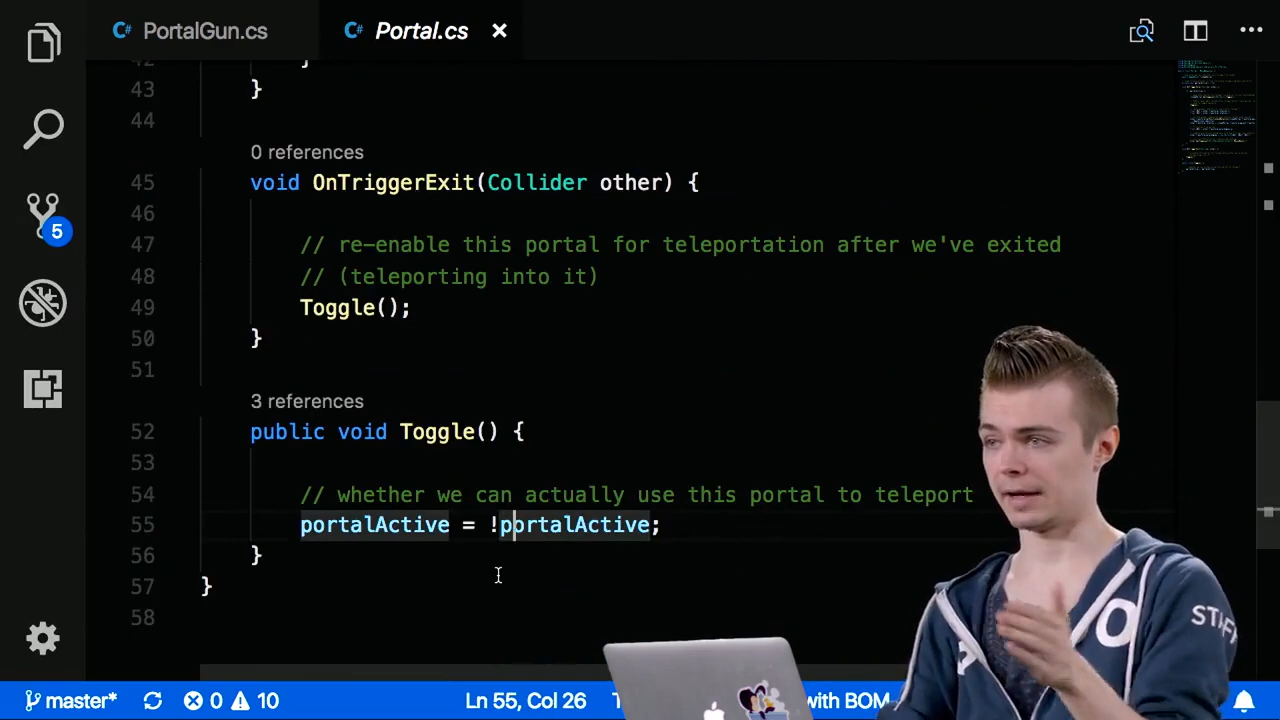 PortalGun.cs
Portal.cs
43 }
44
0 references
45 void OnTriggerExit(Collider other) {
46
47 // re-enable this portal for teleportation after we've exited
48 // (teleporting into it)
49 Toggle();
50 }
51
3 references
52 public void Toggle() {
53
54 // whether we can actually use this portal to teleport
55 portalActive = !portalActive;
56 }
57 }
58
5
master* 0 10 Ln 55, Col 26 with BOM